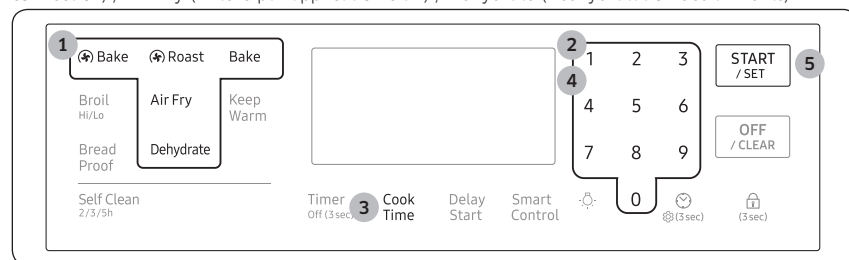 1 Bake Roast Bake 2 1 2 3 START 5
/ SET
4
Broil Air Fry Keep
Hi/Lo Warm
4 5 6
OFF
/ CLEAR
Bread Dehydrate 7 8 9
Proof
Self Clean Timer 3 Cook Delay Smart 0
2/3/5h Off (3 sec) Time Start Control (3 sec) (3 sec)